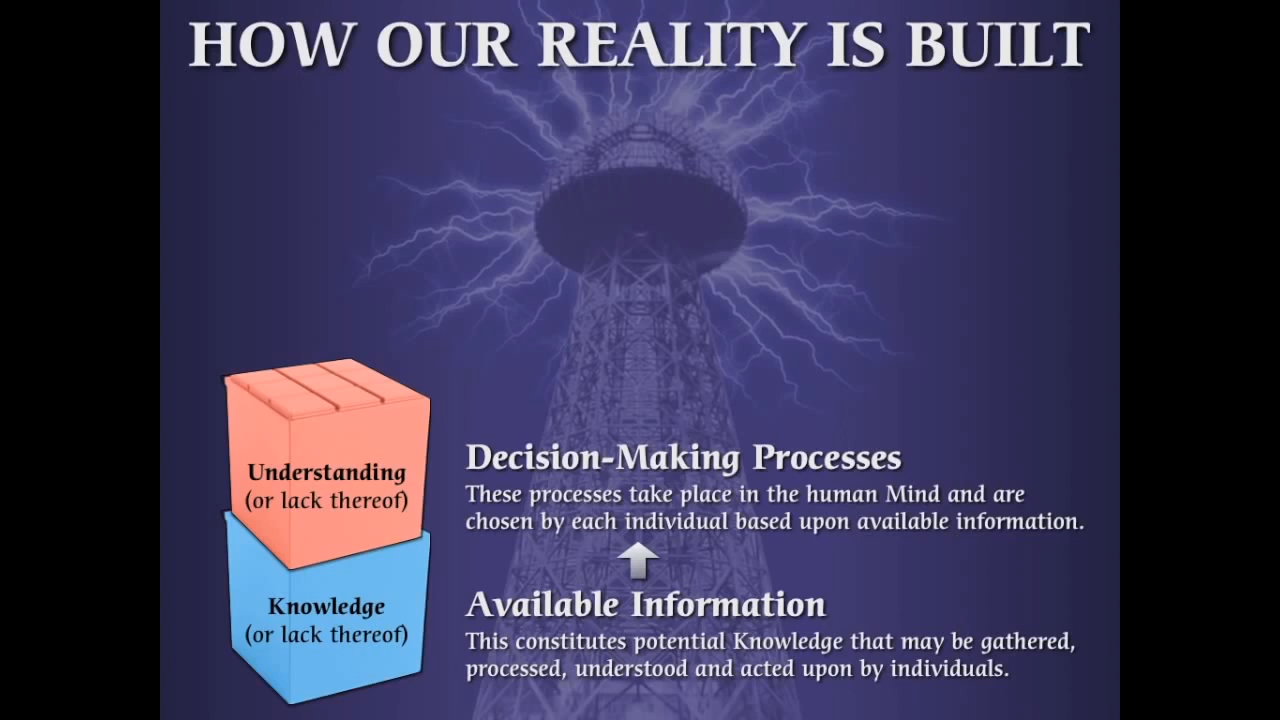 HOW OUR REALITY IS BUILT
Understanding
(or lack thereof)
Decision-Making Processes
These processes take place in the human Mind and are
chosen by each individual based upon available information.
Knowledge
(or lack thereof)
Available Information
This constitutes potential Knowledge that may be gathered,
processed, understood and acted upon by individuals.